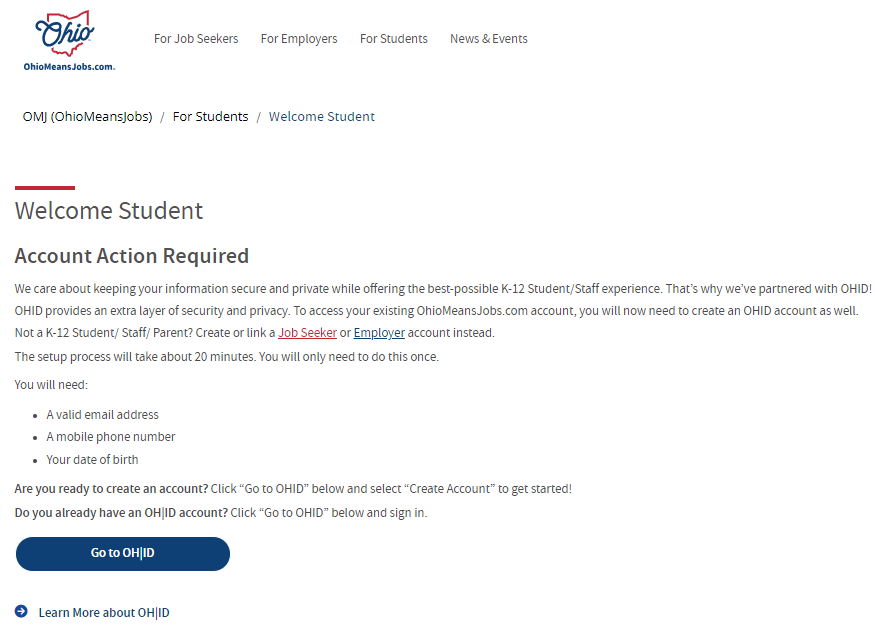 Ohio
OhioMeansJobs.com.
For Job Seekers For Employers For Students News & Events
OMJ (OhioMeansJobs) / For Students / Welcome Student
Welcome Student
Account Action Required
We care about keeping your information secure and private while offering the best-possible K-12 Student/Staff experience. That's why we've partnered with OHID!
OHID provides an extra layer of security and privacy. To access your existing OhioMeansJobs.com account, you will now need to create an OHID account as well.
Not a K-12 Student/ Staff/ Parent? Create or link a Job Seeker or Employer account instead.
The setup process will take about 20 minutes. You will only need to do this once.
You will need:
• A valid email address
• A mobile phone number
• Your date of birth
Are you ready to create an account? Click “Go to OHID” below and select “Create Account” to get started!
Do you already have an OH|ID account? Click “Go to OHID” below and sign in.
Go to OH|ID
Learn More about OH|ID